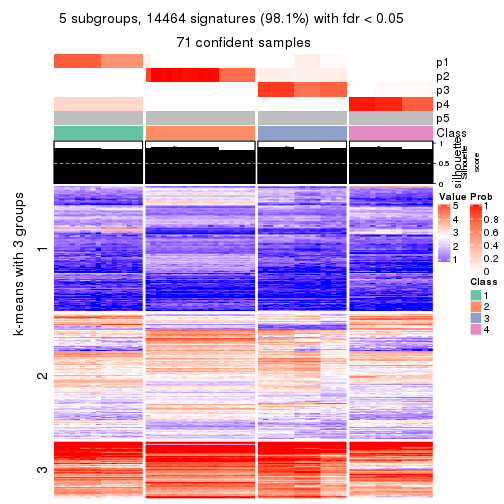 5 subgroups, 14464 signatures (98.1%) with fdr < 0.05
71 confident samples
p1
p2
p3
p4
p5
Class
1
0.5
0
silhouette
Silhouette
score
k-means with 3 groups
1
2
3
Value
5
4
3
2
1
Prob
1
0.8
0.6
0.4
0.2
0
Class
1
2
3
4